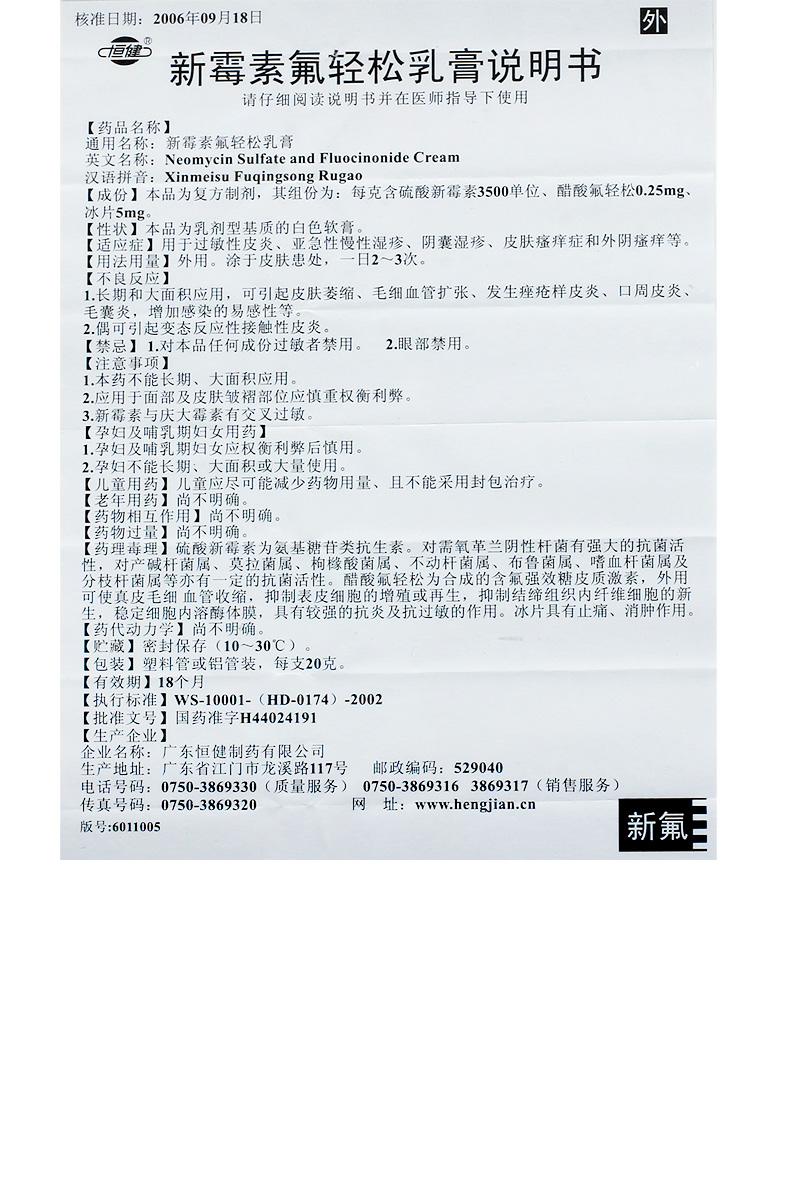 核准日期：2006年09月18日
外
恒健®
新霉素氟轻松乳膏说明书
请仔细阅读说明书并在医师指导下使用
【药品名称】
通用名称：新霉素氟轻松乳膏
英文名称：Neomycin Sulfate and Fluocinonide Cream
汉语拼音：Xinmeisu Fuqingsong Rugao
【成份】本品为复方制剂，其组份为：每克含硫酸新霉素3500单位、醋酸氟轻松0.25mg、
冰片5mg。
【性状】本品为乳剂型基质的白色软膏。
【适应症】用于过敏性皮炎、亚急性慢性湿疹、阴囊湿疹、皮肤瘙痒症和外阴瘙痒等。
【用法用量】外用。涂于皮肤患处，一日2～3次。
【不良反应】
1.长期和大面积应用，可引起皮肤萎缩、毛细血管扩张、发生痤疮样皮炎、口周皮炎、
毛囊炎，增加感染的易感性等。
2.偶可引起变态反应性接触性皮炎。
【禁忌】1.对本品任何成份过敏者禁用。 2.眼部禁用。
【注意事项】
1.本药不能长期、大面积应用。
2.应用于面部及皮肤皱褶部位应慎重权衡利弊。
3.新霉素与庆大霉素有交叉过敏。
【孕妇及哺乳期妇女用药】
1.孕妇及哺乳期妇女应权衡利弊后慎用。
2.孕妇不能长期、大面积或大量使用。
【儿童用药】儿童应尽可能减少药物用量、且不能采用封包治疗。
【老年用药】尚不明确。
【药物相互作用】尚不明确。
【药物过量】尚不明确。
【药理毒理】硫酸新霉素为氨基糖苷类抗生素。对需氧革兰阴性杆菌有强大的抗菌活
性，对产碱杆菌属、莫拉菌属、枸橼酸菌属、不动杆菌属、布鲁菌属、嗜血杆菌属及
分枝杆菌属等亦有一定的抗菌活性。醋酸氟轻松为合成的含氟强效糖皮质激素，外用
可使真皮毛细血管收缩，抑制表皮细胞的增殖或再生，抑制结缔组织内纤维细胞的新
生，稳定细胞内溶酶体膜，具有较强的抗炎及抗过敏的作用。冰片具有止痛、消肿作用。
【药代动力学】尚不明确。
【贮藏】密封保存（10～30℃）。
【包装】塑料管或铝管装，每支20克。
【有效期】18个月
【执行标准】WS-10001-（HD-0174）-2002
【批准文号】国药准字H44024191
【生产企业】
企业名称：广东恒健制药有限公司
生产地址：广东省江门市龙溪路117号 邮政编码：529040
电话号码：0750-3869330（质量服务） 0750-3869316 3869317（销售服务）
传真号码：0750-3869320 网 址：www.hengjian.cn
版号:6011005
新氟